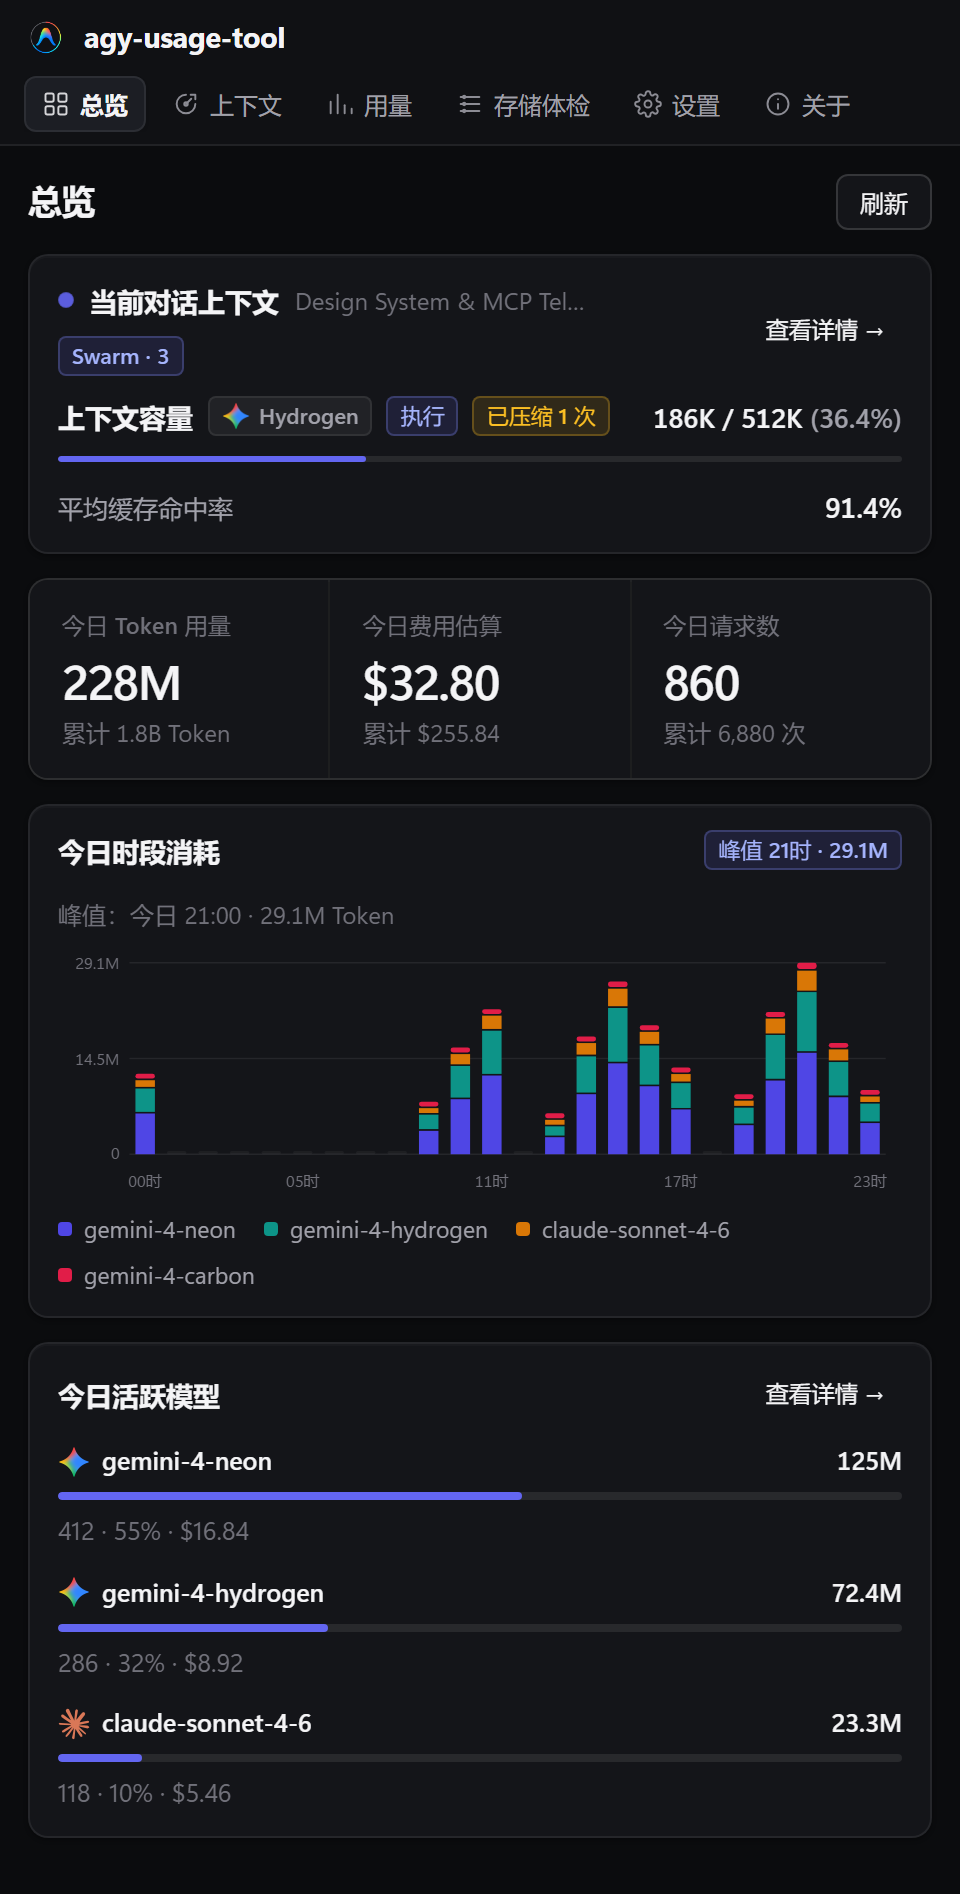 agy-usage-tool
总览 上下文 用量 存储体检 设置 关于
总览 刷新
当前对话上下文 Design System & MCP Tel...
查看详情 →
Swarm · 3
上下文容量 Hydrogen 执行 已压缩 1 次 186K / 512K (36.4%)
平均缓存命中率 91.4%
今日 Token 用量
228M
累计 1.8B Token
今日费用估算
$32.80
累计 $255.84
今日请求数
860
累计 6,880 次
今日时段消耗 峰值 21时 · 29.1M
峰值：今日 21:00 · 29.1M Token
29.1M
14.5M
0
00时 05时 11时 17时 23时
gemini-4-neon gemini-4-hydrogen claude-sonnet-4-6
gemini-4-carbon
今日活跃模型 查看详情 →
gemini-4-neon 125M
412 · 55% · $16.84
gemini-4-hydrogen 72.4M
286 · 32% · $8.92
claude-sonnet-4-6 23.3M
118 · 10% · $5.46